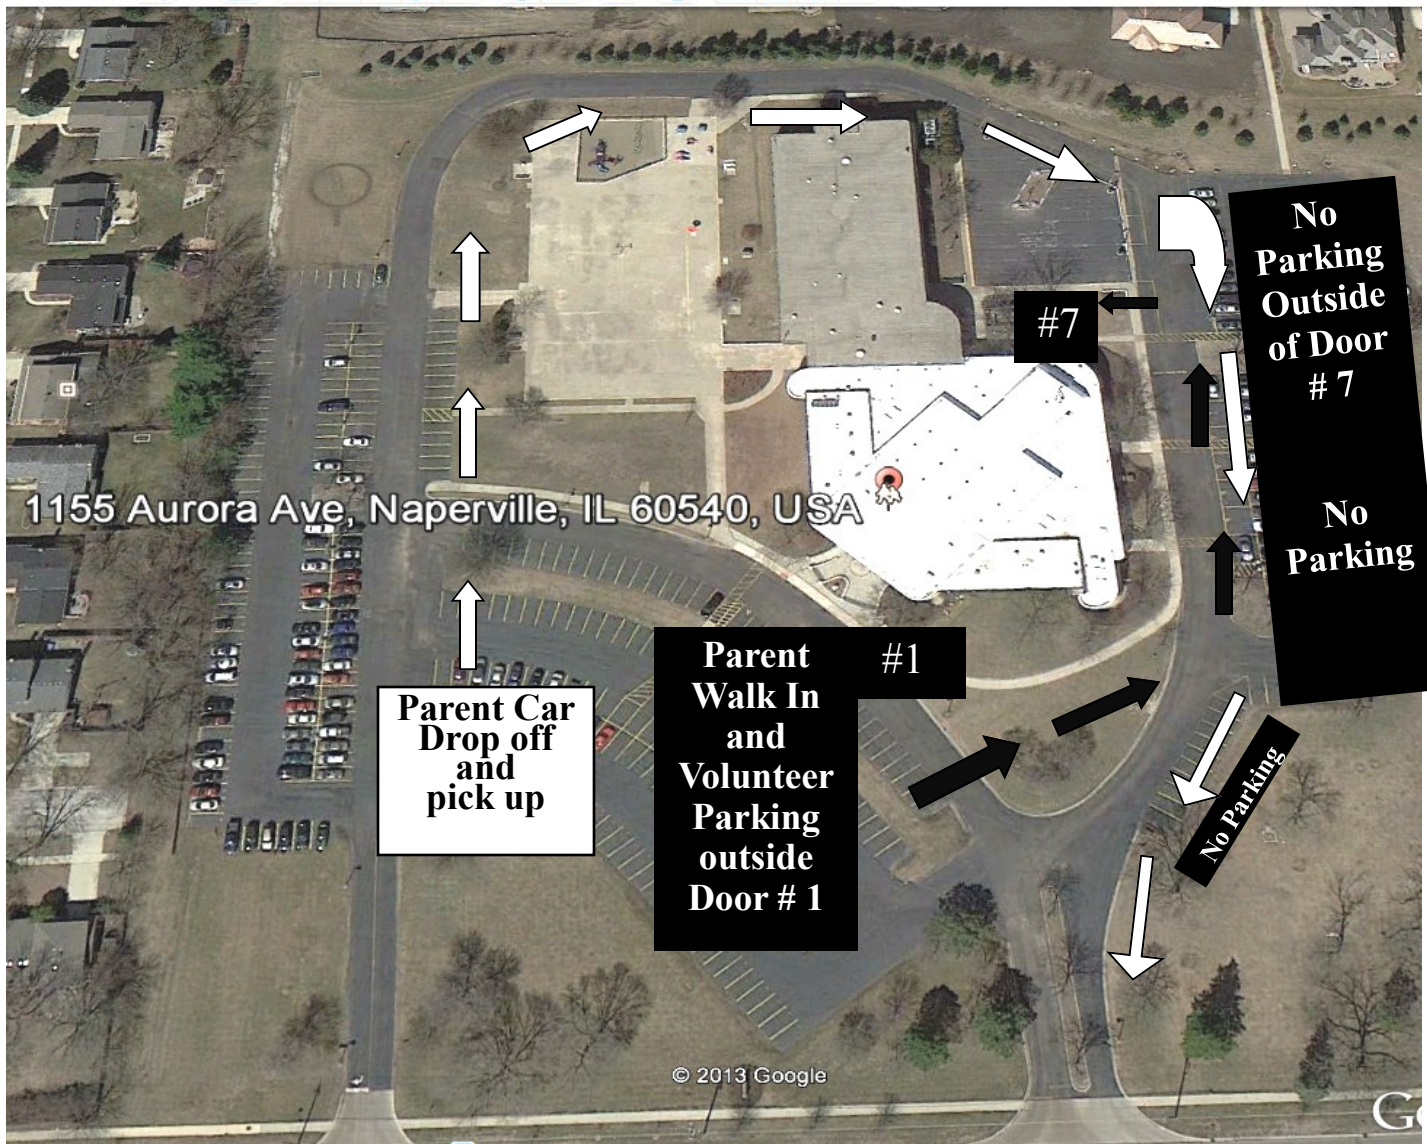 No
Parking
Outside
of Door
# 7
#7
No
Parking
1155 Aurora Ave, Naperville, IL 60540, USA
#1
Parent
Walk In
and
Volunteer
Parking
outside
Door # 1
Parent Car
Drop off
and
pick up
No Parking
© 2013 Google